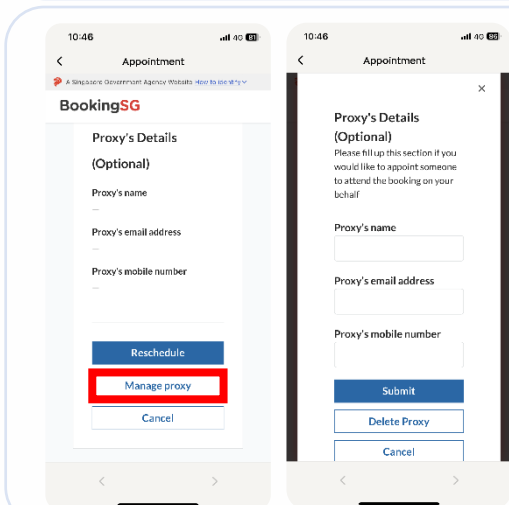 10:46
4G 81
Appointment
A Singapore Government Agency Website How to identify
BookingSG
Proxy's Details
(Optional)
Proxy's name
—
Proxy's email address
—
Proxy's mobile number
—
Reschedule
Manage proxy
Cancel
10:46
4G
Appointment
×
Proxy's Details
(Optional)
Please fill up this section if you
would like to appoint someone
to attend the booking on your
behalf
Proxy's name
Proxy's email address
Proxy's mobile number
Submit
Delete Proxy
Cancel